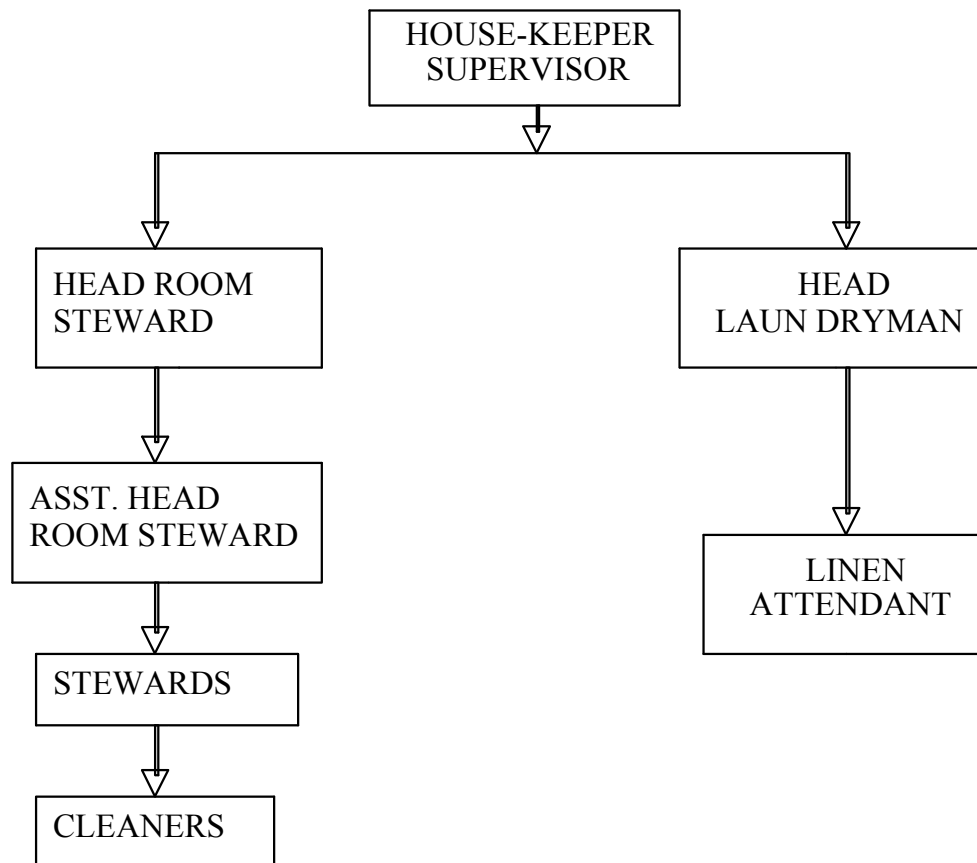 HOUSE-KEEPER
SUPERVISOR
HEAD ROOM
STEWARD
HEAD
LAUN DRYMAN
ASST. HEAD
ROOM STEWARD
LINEN
ATTENDANT
STEWARDS
CLEANERS